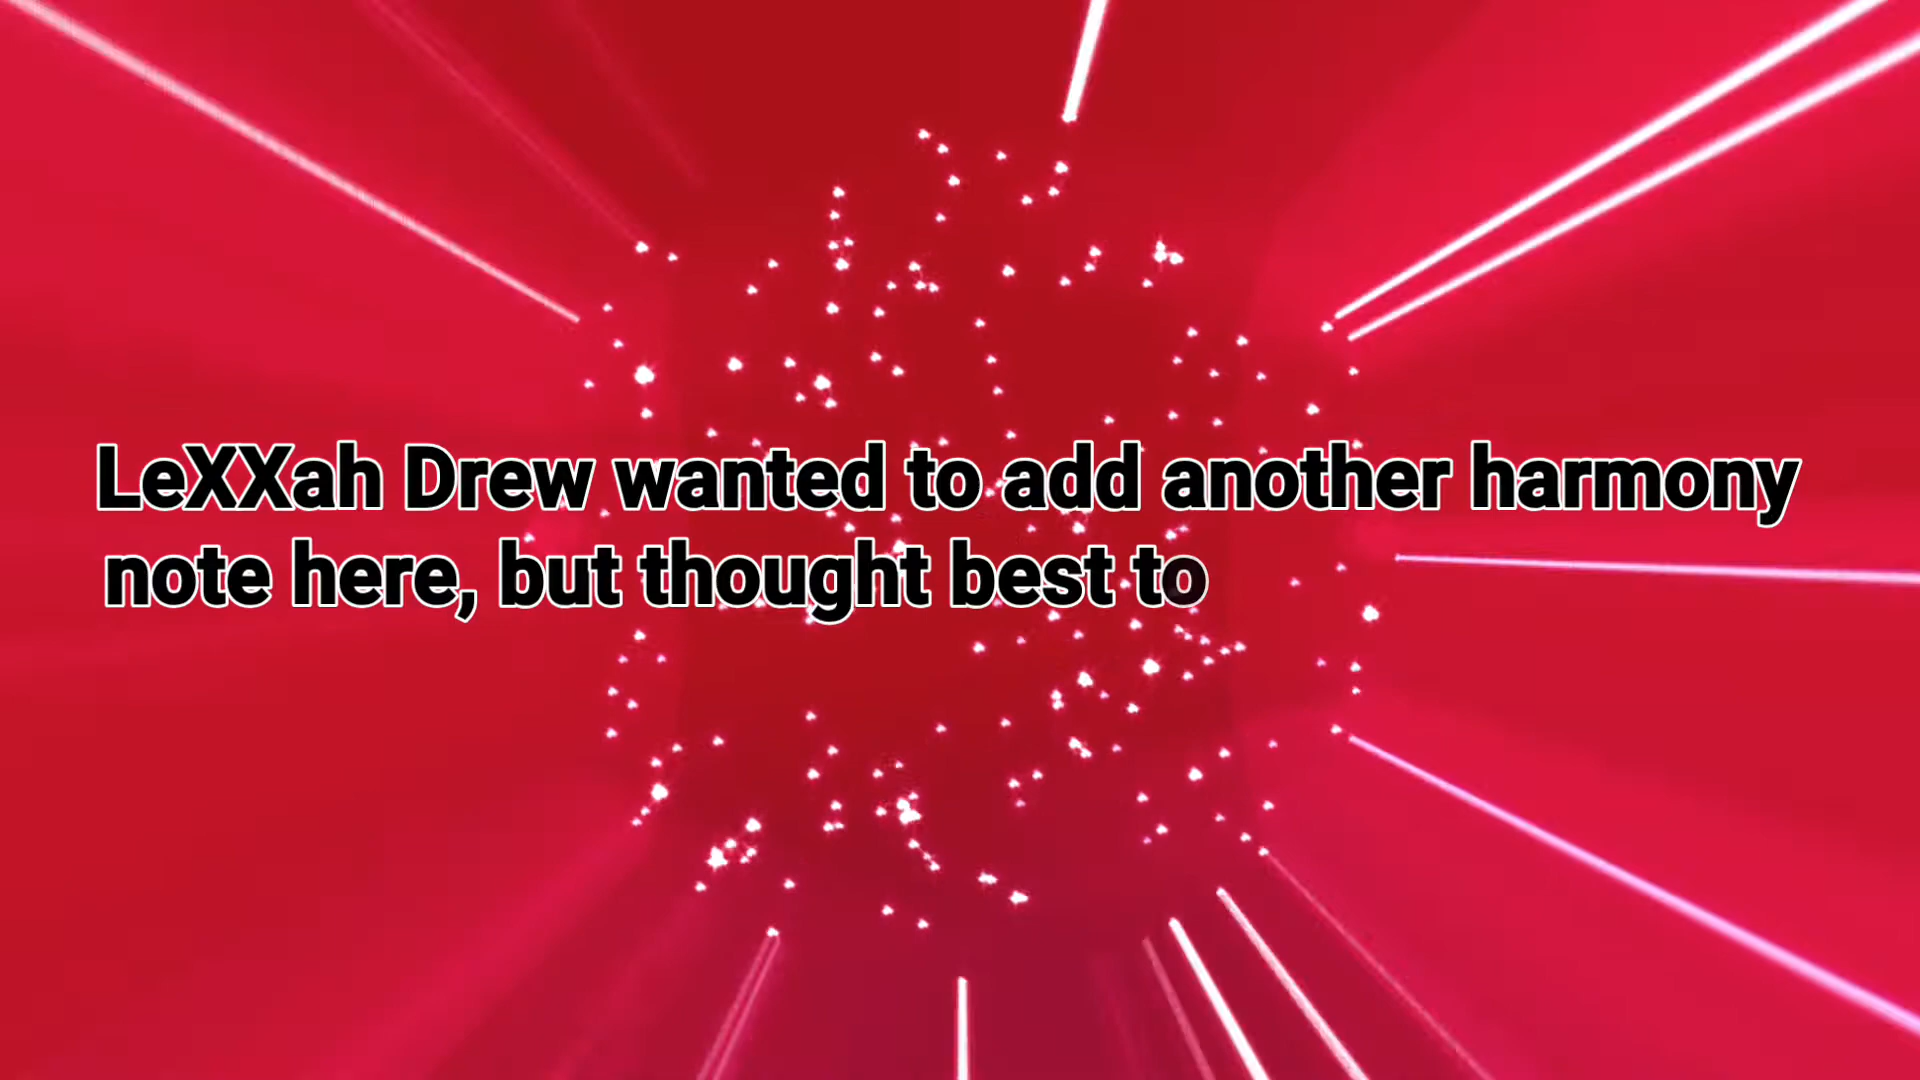 LeXXah Drew wanted to add another harmony
note here, but thought best to